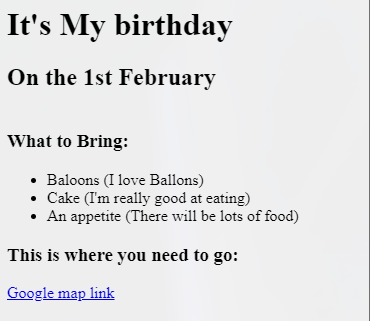 It's My birthday
On the 1st February
What to Bring:
Baloons (I love Ballons)
Cake (I'm really good at eating)
An appetite (There will be lots of food)
This is where you need to go:
Google map link